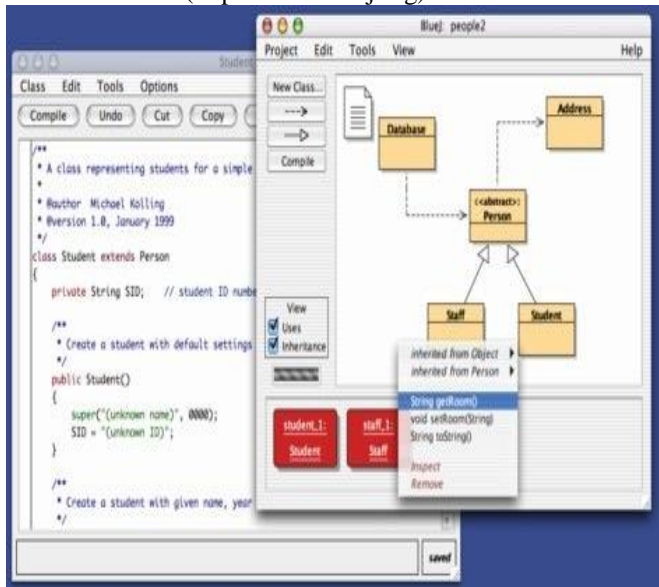 BlueJ: people2
Project Edit Tools View Help
New Class...
Compile
Database
Address
<<abstract>>
Person
Staff
Student
View
Uses
Inheritance
inherited from Object
inherited from Person
String getRoom()
void setRoom(String)
String toString()
Inspect
Remove
student_1:
Student
staff_1:
Staff
Student
Class Edit Tools Options
Compile Undo Cut Copy
/**
* A class representing students for a simple
*
* @author Michael Kolling
* @version 1.0, January 1999
*/
class Student extends Person
{
private String SID; // student ID numbe
/**
* Create a student with default settings
*/
public Student()
{
super("(unknown name)", 0000);
SID = "(unknown ID)";
}
/**
* Create a student with given name, year
*/
saved